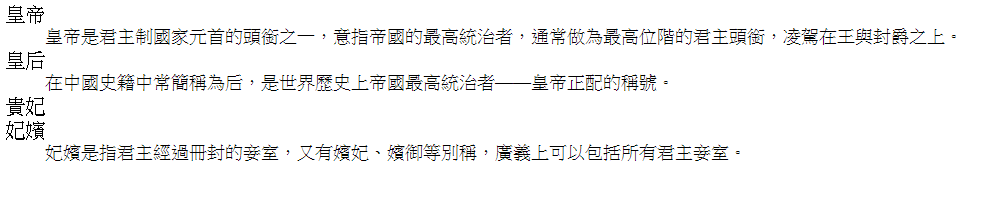 皇帝
皇帝是君主制國家元首的頭銜之一，意指帝國的最高統治者，通常做為最高位階的君主頭銜，凌駕在王與封爵之上。
皇后
在中國史籍中常簡稱為后，是世界歷史上帝國最高統治者——皇帝正配的稱號。
貴妃
妃嬪
妃嬪是指君主經過冊封的妾室，又有嬪妃、嬪御等別稱，廣義上可以包括所有君主妾室。